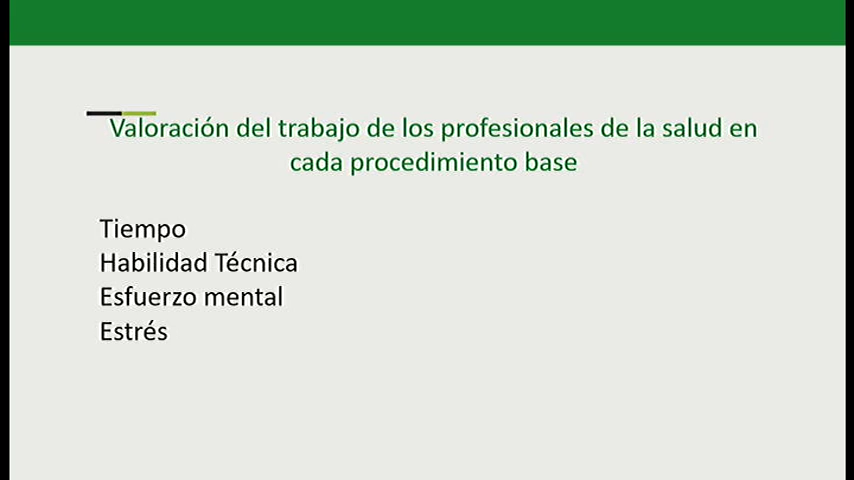 Valoración del trabajo de los profesionales de la salud en
cada procedimiento base
Tiempo
Habilidad Técnica
Esfuerzo mental
Estrés